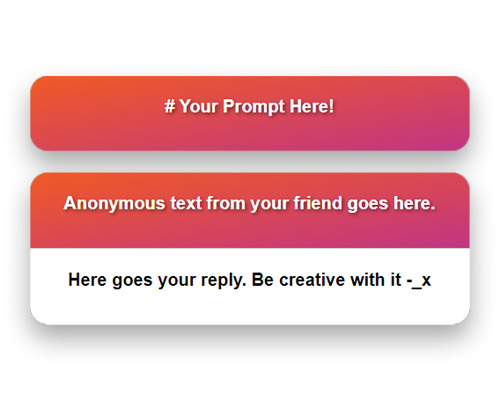 # Your Prompt Here!
Anonymous text from your friend goes here.
Here goes your reply. Be creative with it -_x